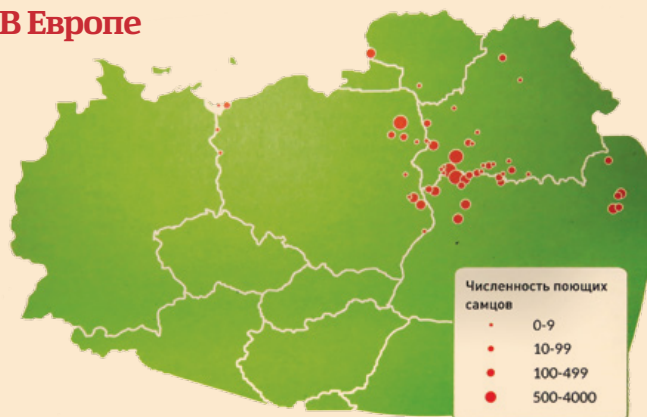 В Европе
Численность поющих
самцов
0-9
10-99
100-499
500-4000